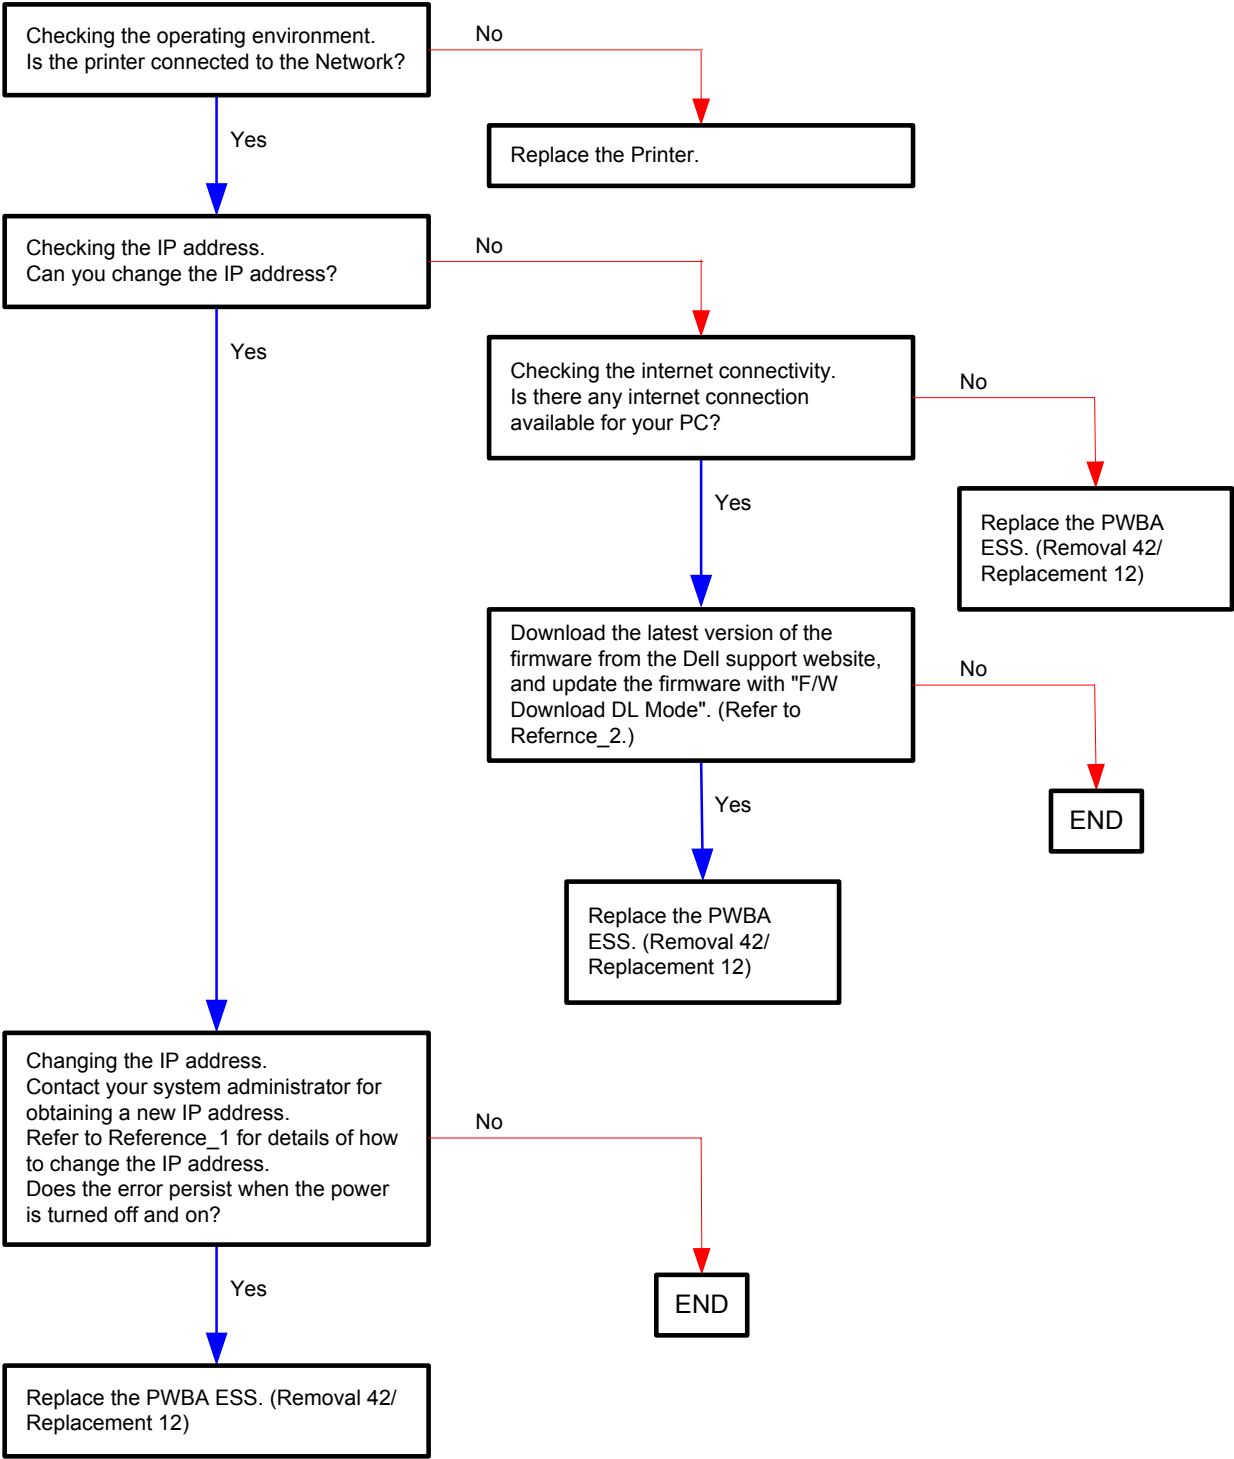 Checking the operating environment.
Is the printer connected to the Network?
No
Yes
Replace the Printer.
Checking the IP address.
Can you change the IP address?
No
Yes
Checking the internet connectivity.
Is there any internet connection
available for your PC?
No
Yes
Replace the PWBA
ESS. (Removal 42/
Replacement 12)
Download the latest version of the
firmware from the Dell support website,
and update the firmware with "F/W
Download DL Mode". (Refer to
Refernce_2.)
No
Yes
END
Replace the PWBA
ESS. (Removal 42/
Replacement 12)
Changing the IP address.
Contact your system administrator for
obtaining a new IP address.
Refer to Reference_1 for details of how
to change the IP address.
Does the error persist when the power
is turned off and on?
No
Yes
END
Replace the PWBA ESS. (Removal 42/
Replacement 12)